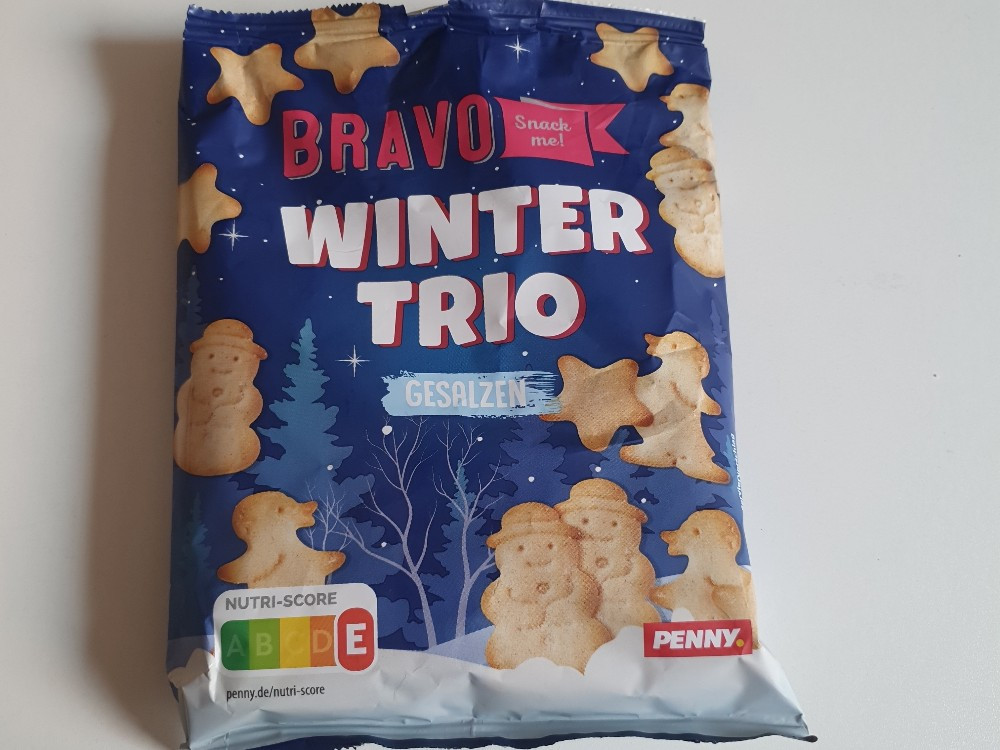 BRAVO
Snack
me!
WINTER
TRIO
GESALZEN
NUTRI-SCORE
A B C D E
PENNY.
penny.de/nutri-score